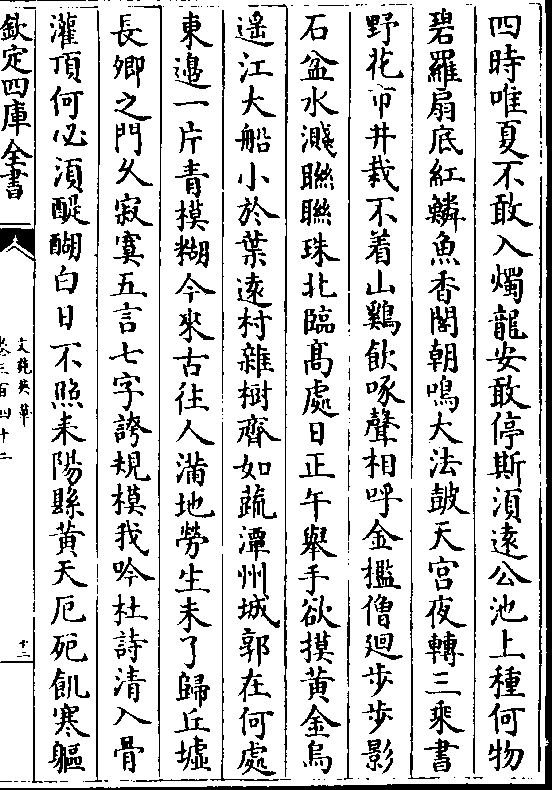 四時唯夏不敢入燭龍安敢停斯湏逺公池上種何物
碧羅扇底紅鱗魚香閣朝鳴大法皷天宫夜轉三乗書
野花市井栽不着山鷄飲啄聲相呼金檻僧廻步步影
石盆水濺聮聮珠北臨髙處日正午舉手欲摸黄金烏
遥江大船小於葉逺村雜樹齊如蔬潭州城郭在何處
東邉一片青模糊今來古往人滿地勞生未了歸丘墟
長卿之門久寂寞五言七字誇規模我吟杜詩清入骨
灌頂何必湏醍醐白日不照耒陽縣黄天厄死飢寒軀
欽定四庫全書
文苑英華
卷三百四十二
十二